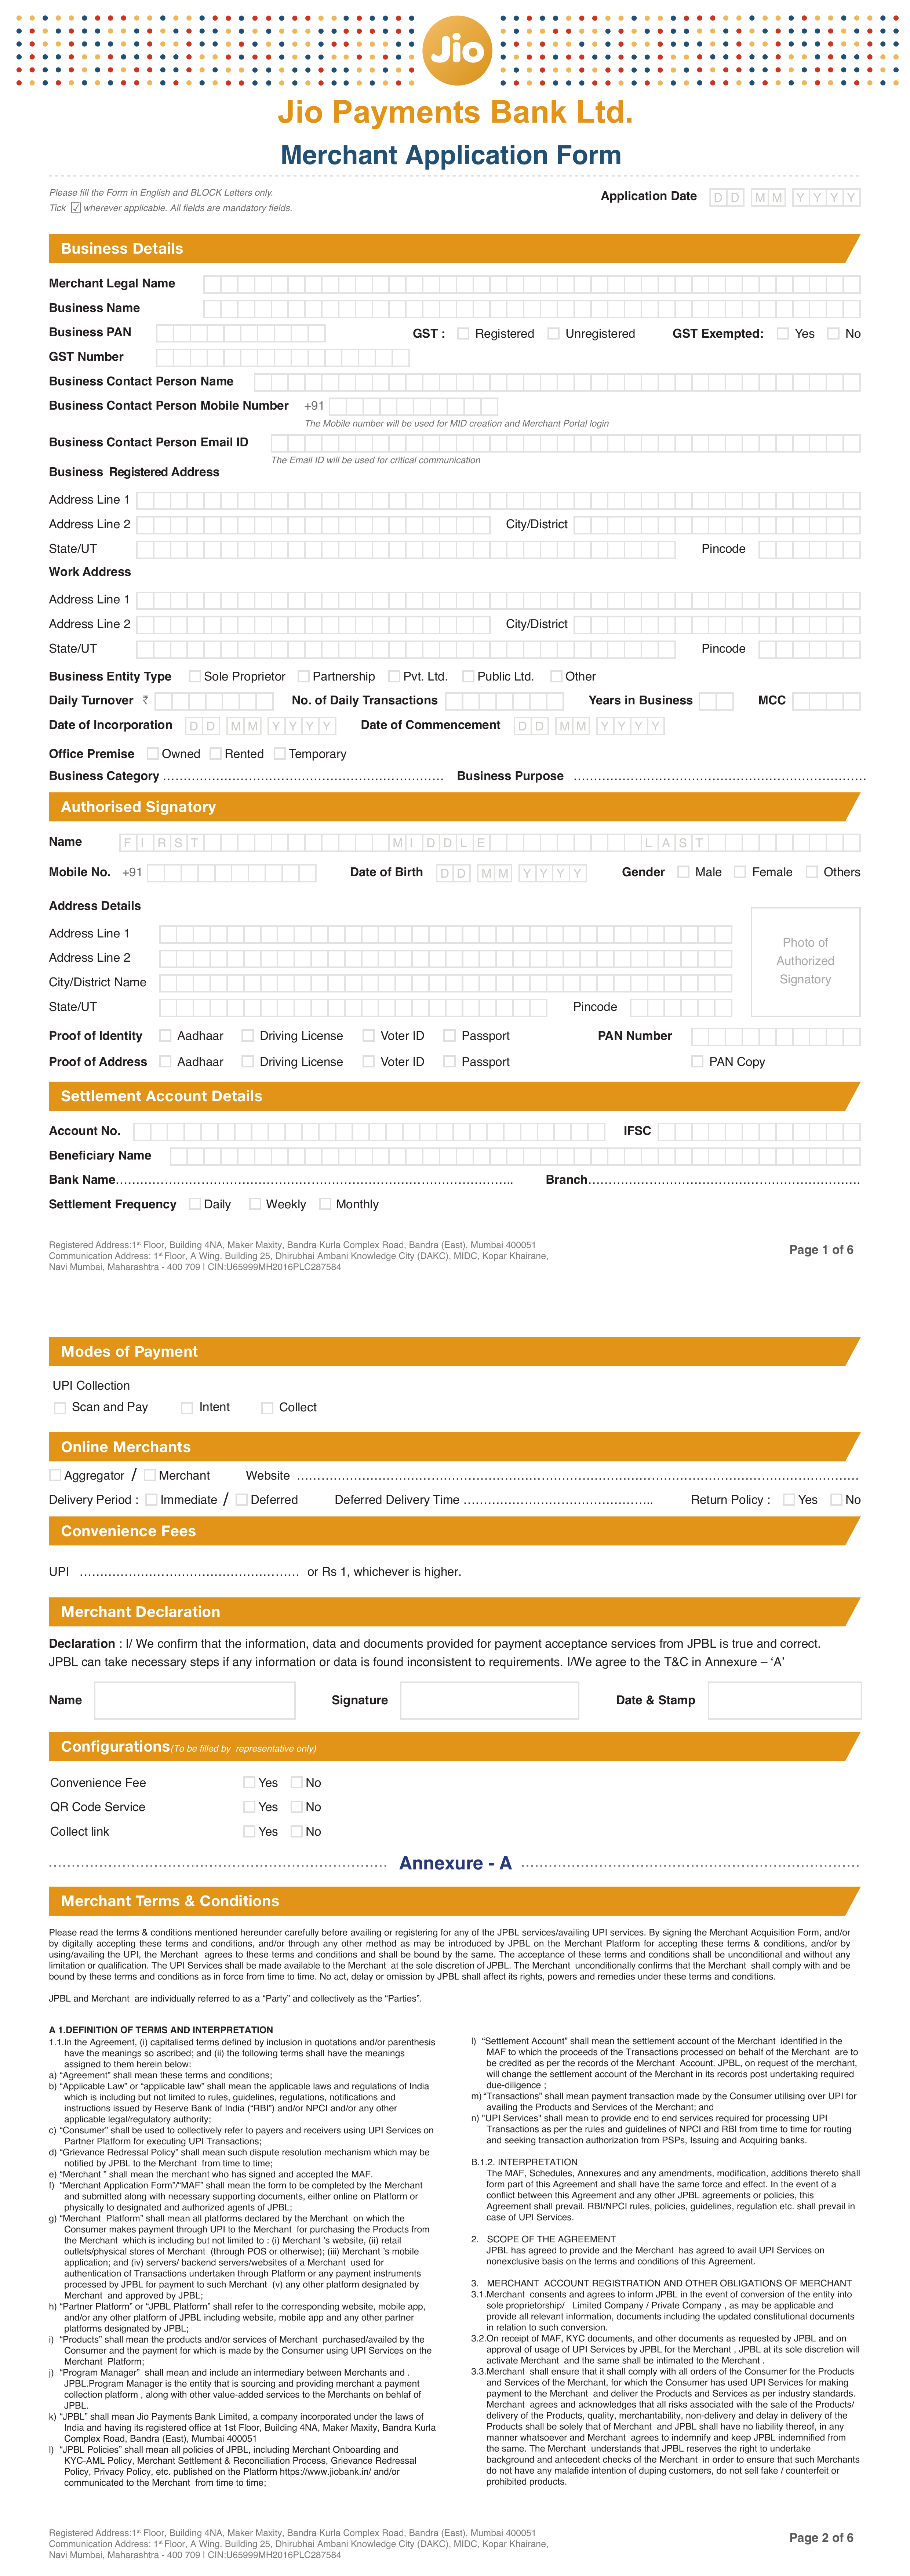 Jio
Jio Payments Bank Ltd.
Merchant Application Form
Please fill the Form in English and BLOCK Letters only.
Tick ☑ wherever applicable. All fields are mandatory fields.
Application Date D D M M Y Y Y Y
Business Details
Merchant Legal Name
Business Name
Business PAN GST : Registered Unregistered GST Exempted: Yes No
GST Number
Business Contact Person Name
Business Contact Person Mobile Number +91
The Mobile number will be used for MID creation and Merchant Portal login
Business Contact Person Email ID
The Email ID will be used for critical communication
Business Registered Address
Address Line 1
Address Line 2 City/District
State/UT Pincode
Work Address
Address Line 1
Address Line 2 City/District
State/UT Pincode
Business Entity Type Sole Proprietor Partnership Pvt. Ltd. Public Ltd. Other
Daily Turnover ₹ No. of Daily Transactions Years in Business MCC
Date of Incorporation D D M M Y Y Y Y Date of Commencement D D M M Y Y Y Y
Office Premise Owned Rented Temporary
Business Category ........ Business Purpose ........
Authorised Signatory
Name F I R S T M I D D L E L A S T
Mobile No. +91 Date of Birth D D M M Y Y Y Y Gender Male Female Others
Address Details
Address Line 1
Address Line 2
City/District Name
State/UT Pincode
Photo of
Authorized
Signatory
Proof of Identity Aadhaar Driving License Voter ID Passport PAN Number
Proof of Address Aadhaar Driving License Voter ID Passport PAN Copy
Settlement Account Details
Account No. IFSC
Beneficiary Name
Bank Name........ Branch........
Settlement Frequency Daily Weekly Monthly
Registered Address:1st Floor, Building 4NA, Maker Maxity, Bandra Kurla Complex Road, Bandra (East), Mumbai 400051
Communication Address: 1st Floor, A Wing, Building 25, Dhirubhai Ambani Knowledge City (DAKC), MIDC, Kopar Khairane,
Navi Mumbai, Maharashtra - 400 709 | CIN:U65999MH2016PLC287584
Page 1 of 6
Modes of Payment
UPI Collection
Scan and Pay Intent Collect
Online Merchants
Aggregator / Merchant Website ........
Delivery Period : Immediate / Deferred Deferred Delivery Time ........ Return Policy : Yes No
Convenience Fees
UPI ........ or Rs 1, whichever is higher.
Merchant Declaration
Declaration : I/ We confirm that the information, data and documents provided for payment acceptance services from JPBL is true and correct.
JPBL can take necessary steps if any information or data is found inconsistent to requirements. I/We agree to the T&C in Annexure – ‘A’
Name Signature Date & Stamp
Configurations(To be filled by representative only)
Convenience Fee Yes No
QR Code Service Yes No
Collect link Yes No
Annexure - A
Merchant Terms & Conditions
Please read the terms & conditions mentioned hereunder carefully before availing or registering for any of the JPBL services/availing UPI services. By signing the Merchant Acquisition Form, and/or
by digitally accepting these terms and conditions, and/or through any other method as may be introduced by JPBL on the Merchant Platform for accepting these terms & conditions, and/or by
using/availing the UPI, the Merchant agrees to these terms and conditions and shall be bound by the same. The acceptance of these terms and conditions shall be unconditional and without any
limitation or qualification. The UPI Services shall be made available to the Merchant at the sole discretion of JPBL. The Merchant unconditionally confirms that the Merchant shall comply with and be
bound by these terms and conditions as in force from time to time. No act, delay or omission by JPBL shall affect its rights, powers and remedies under these terms and conditions.
JPBL and Merchant are individually referred to as a “Party” and collectively as the “Parties”.
A 1.DEFINITION OF TERMS AND INTERPRETATION
1.1.In the Agreement, (i) capitalised terms defined by inclusion in quotations and/or parenthesis
have the meanings so ascribed; and (ii) the following terms shall have the meanings
assigned to them herein below:
a) “Agreement” shall mean these terms and conditions;
b) “Applicable Law” or “applicable law” shall mean the applicable laws and regulations of India
which is including but not limited to rules, guidelines, regulations, notifications and
instructions issued by Reserve Bank of India (“RBI”) and/or NPCI and/or any other
applicable legal/regulatory authority;
c) “Consumer” shall be used to collectively refer to payers and receivers using UPI Services on
Partner Platform for executing UPI Transactions;
d) “Grievance Redressal Policy” shall mean such dispute resolution mechanism which may be
notified by JPBL to the Merchant from time to time;
e) “Merchant ” shall mean the merchant who has signed and accepted the MAF.
f) “Merchant Application Form”/“MAF” shall mean the form to be completed by the Merchant
and submitted along with necessary supporting documents, either online on Platform or
physically to designated and authorized agents of JPBL;
g) “Merchant Platform” shall mean all platforms declared by the Merchant on which the
Consumer makes payment through UPI to the Merchant for purchasing the Products from
the Merchant which is including but not limited to : (i) Merchant ’s website, (ii) retail
outlets/physical stores of Merchant (through POS or otherwise); (iii) Merchant ’s mobile
application; and (iv) servers/ backend servers/websites of a Merchant used for
authentication of Transactions undertaken through Platform or any payment instruments
processed by JPBL for payment to such Merchant (v) any other platform designated by
Merchant and approved by JPBL;
h) “Partner Platform” or “JPBL Platform” shall refer to the corresponding website, mobile app,
and/or any other platform of JPBL including website, mobile app and any other partner
platforms designated by JPBL;
i) “Products” shall mean the products and/or services of Merchant purchased/availed by the
Consumer and the payment for which is made by the Consumer using UPI Services on the
Merchant Platform;
j) “Program Manager” shall mean and include an intermediary between Merchants and .
JPBL.Program Manager is the entity that is sourcing and providing merchant a payment
collection platform , along with other value-added services to the Merchants on behlaf of
JPBL.
k) “JPBL” shall mean Jio Payments Bank Limited, a company incorporated under the laws of
India and having its registered office at 1st Floor, Building 4NA, Maker Maxity, Bandra Kurla
Complex Road, Bandra (East), Mumbai 400051
l) “JPBL Policies” shall mean all policies of JPBL, including Merchant Onboarding and
KYC-AML Policy, Merchant Settlement & Reconciliation Process, Grievance Redressal
Policy, Privacy Policy, etc. published on the Platform https://www.jiobank.in/ and/or
communicated to the Merchant from time to time;
l) “Settlement Account” shall mean the settlement account of the Merchant identified in the
MAF to which the proceeds of the Transactions processed on behalf of the Merchant are to
be credited as per the records of the Merchant Account. JPBL, on request of the merchant,
will change the settlement account of the Merchant in its records post undertaking required
due-diligence ;
m) “Transactions” shall mean payment transaction made by the Consumer utilising over UPI for
availing the Products and Services of the Merchant; and
n) "UPI Services" shall mean to provide end to end services required for processing UPI
Transactions as per the rules and guidelines of NPCI and RBI from time to time for routing
and seeking transaction authorization from PSPs, Issuing and Acquiring banks.
B.1.2. INTERPRETATION
The MAF, Schedules, Annexures and any amendments, modification, additions thereto shall
form part of this Agreement and shall have the same force and effect. In the event of a
conflict between this Agreement and any other JPBL agreements or policies, this
Agreement shall prevail. RBI/NPCI rules, policies, guidelines, regulation etc. shall prevail in
case of UPI Services.
2. SCOPE OF THE AGREEMENT
JPBL has agreed to provide and the Merchant has agreed to avail UPI Services on
nonexclusive basis on the terms and conditions of this Agreement.
3. MERCHANT ACCOUNT REGISTRATION AND OTHER OBLIGATIONS OF MERCHANT
3.1.Merchant consents and agrees to inform JPBL in the event of conversion of the entity into
sole proprietorship / Limited Company / Private Company , as may be applicable and
provide all relevant information, documents including the updated constitutional documents
in relation to such conversion.
3.2.On receipt of MAF, KYC documents, and other documents as requested by JPBL and on
approval of usage of UPI Services by JPBL for the Merchant , JPBL at its sole discretion will
activate Merchant and the same shall be intimated to the Merchant .
3.3.Merchant shall ensure that it shall comply with all orders of the Consumer for the Products
and Services of the Merchant, for which the Consumer has used UPI Services for making
payment to the Merchant and deliver the Products and Services as per industry standards.
Merchant agrees and acknowledges that all risks associated with the sale of the Products/
delivery of the Products, quality, merchantability, non-delivery and delay in delivery of the
Products shall be solely that of Merchant and JPBL shall have no liability thereof, in any
manner whatsoever and Merchant agrees to indemnify and keep JPBL indemnified from
the same. The Merchant understands that JPBL reserves the right to undertake
background and antecedent checks of the Merchant in order to ensure that such Merchants
do not have any malafide intention of duping customers, do not sell fake / counterfeit or
prohibited products.
Registered Address:1st Floor, Building 4NA, Maker Maxity, Bandra Kurla Complex Road, Bandra (East), Mumbai 400051
Communication Address: 1st Floor, A Wing, Building 25, Dhirubhai Ambani Knowledge City (DAKC), MIDC, Kopar Khairane,
Navi Mumbai, Maharashtra - 400 709 | CIN:U65999MH2016PLC287584
Page 2 of 6